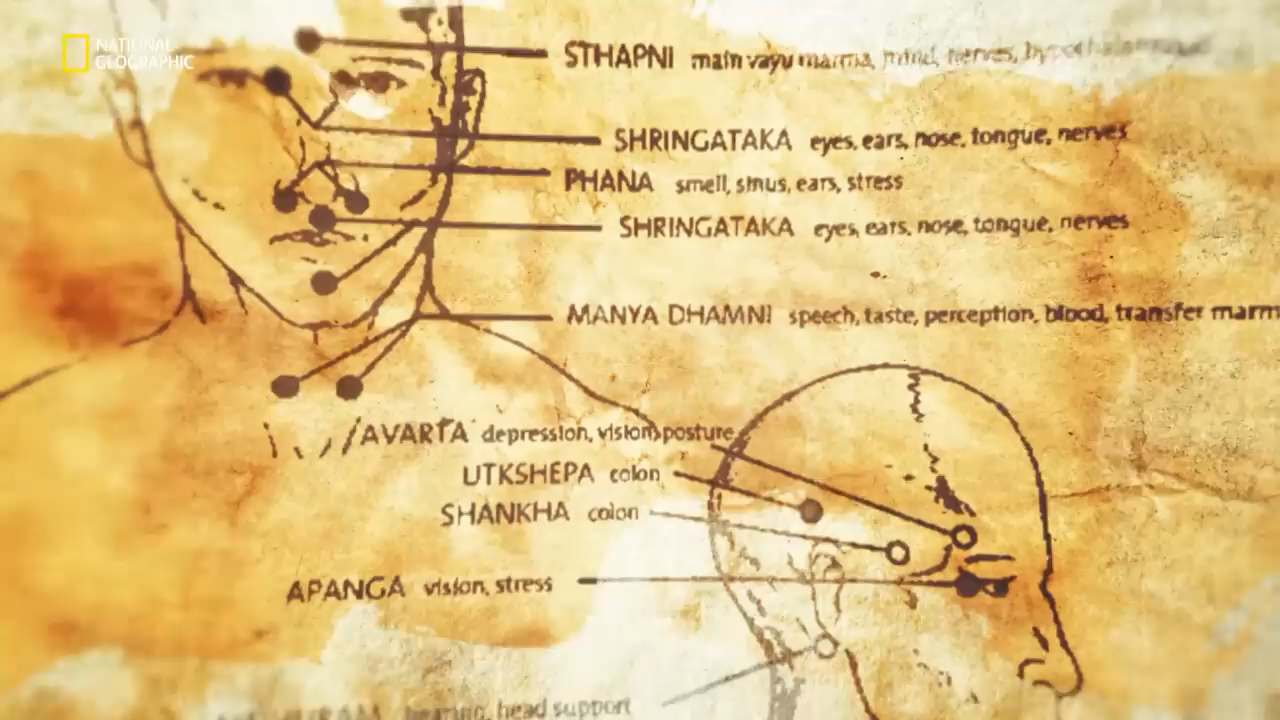 NATIONAL
GEOGRAPHIC
STHAPNI main vayu marma, mind, nerves,
SHRINGATAKA eyes, ears, nose, tongue, nerves
PHANA smell, sinus, ears, stress
SHRINGATAKA eyes, ears, nose, tongue, nerves
MANYA DHAMNI speech, taste, perception, blood, transfer marm
AVARTA depression, vision, posture
UTKSHEPA colon
SHANKHA colon
APANGA vision, stress
hearing, head support